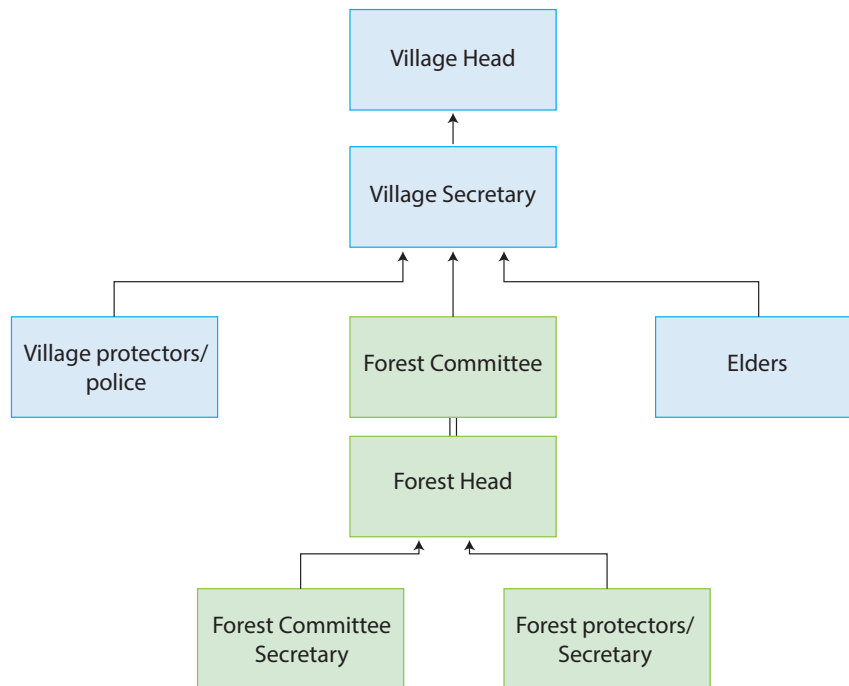 Village Head
Village Secretary
Village protectors/
police
Forest Committee
Elders
Forest Head
Forest Committee
Secretary
Forest protectors/
Secretary